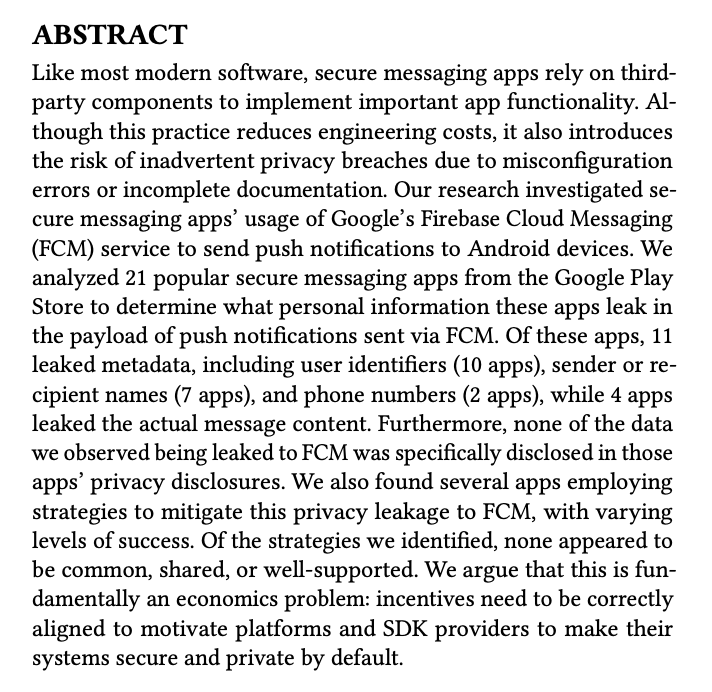 ABSTRACT
Like most modern software, secure messaging apps rely on third-
party components to implement important app functionality. Al-
though this practice reduces engineering costs, it also introduces
the risk of inadvertent privacy breaches due to misconfiguration
errors or incomplete documentation. Our research investigated se-
cure messaging apps’ usage of Google’s Firebase Cloud Messaging
(FCM) service to send push notifications to Android devices. We
analyzed 21 popular secure messaging apps from the Google Play
Store to determine what personal information these apps leak in
the payload of push notifications sent via FCM. Of these apps, 11
leaked metadata, including user identifiers (10 apps), sender or re-
cipient names (7 apps), and phone numbers (2 apps), while 4 apps
leaked the actual message content. Furthermore, none of the data
we observed being leaked to FCM was specifically disclosed in those
apps’ privacy disclosures. We also found several apps employing
strategies to mitigate this privacy leakage to FCM, with varying
levels of success. Of the strategies we identified, none appeared to
be common, shared, or well-supported. We argue that this is fun-
damentally an economics problem: incentives need to be correctly
aligned to motivate platforms and SDK providers to make their
systems secure and private by default.